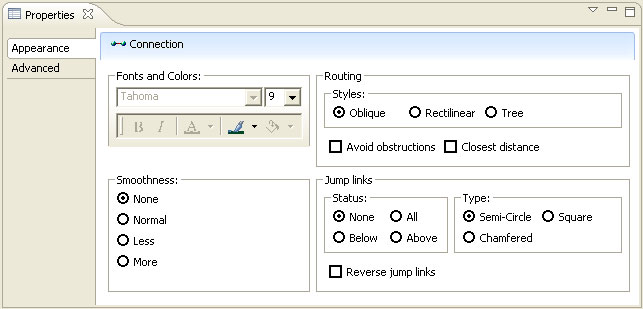 Properties
Appearance
Advanced
Connection
Fonts and Colors:
Tahoma 9
B I A
Routing
Styles:
Oblique Rectilinear Tree
Avoid obstructions Closest distance
Smoothness:
None
Normal
Less
More
Jump links
Status:
None All
Below Above
Type:
Semi-Circle Square
Chamfered
Reverse jump links